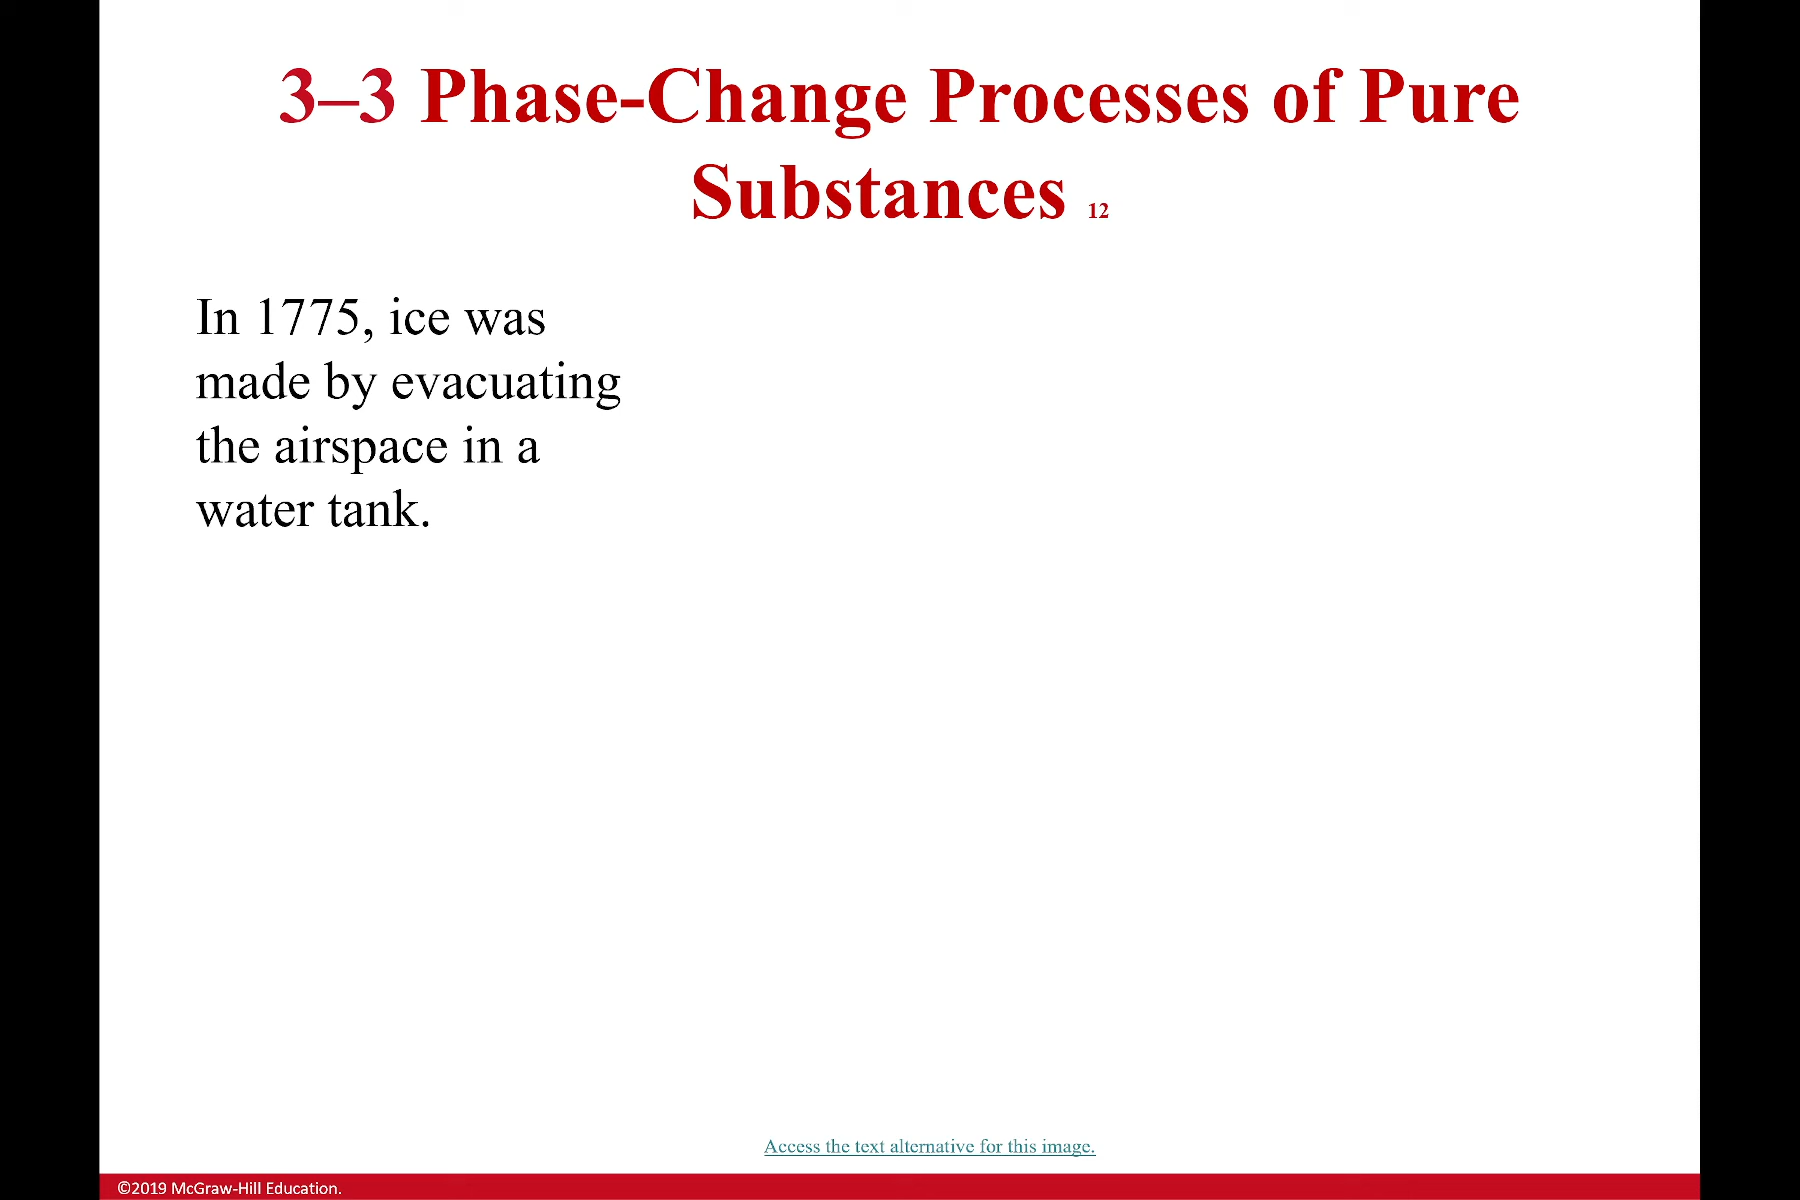 3–3 Phase-Change Processes of Pure
Substances 12
In 1775, ice was
made by evacuating
the airspace in a
water tank.
Access the text alternative for this image.
©2019 McGraw-Hill Education.